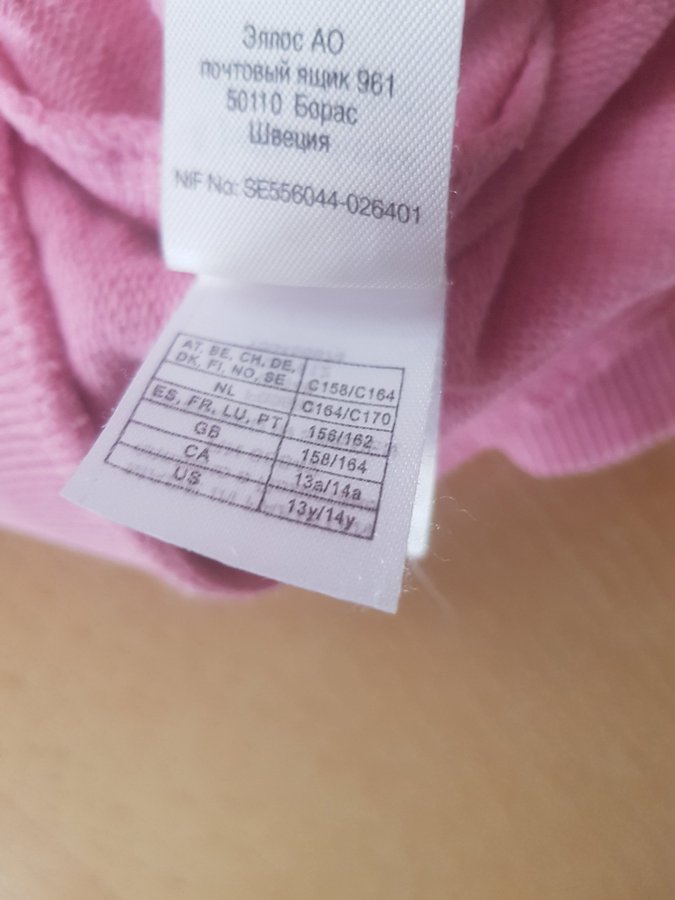 Эллос АО
почтовый ящик 961
50110 Борас
Швеция
NIF No: SE556044-026401
AT, BE, CH, DE,
DK, FI, NO, SE C158/C164
NL C164/C170
ES, FR, LU, PT 156/162
GB 158/164
CA 13a/14a
US 13y/14y